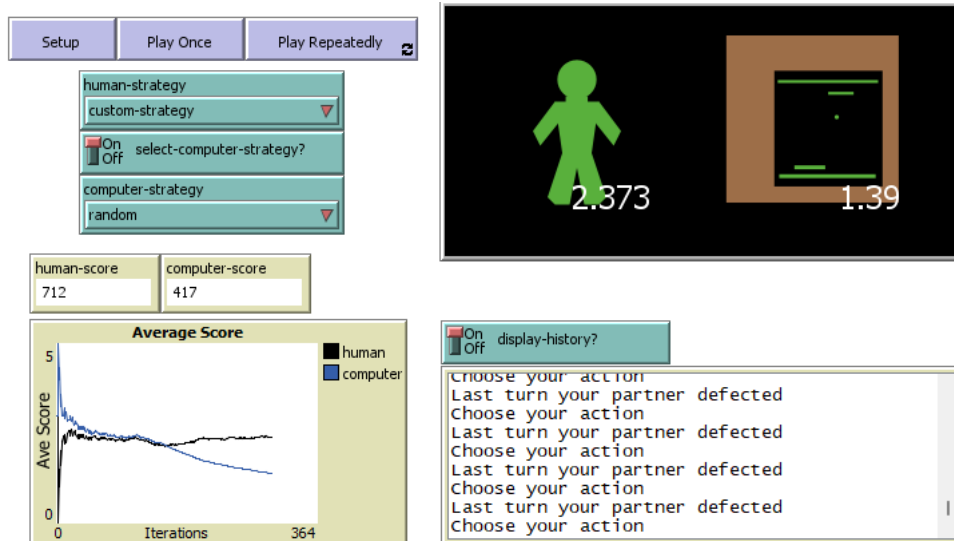 Setup
Play Once
Play Repeatedly
human-strategy
custom-strategy
On
Off
select-computer-strategy?
computer-strategy
random
2.373
1.39
human-score
712
computer-score
417
Average Score
5
Ave Score
0
0
Iterations
364
human
computer
On
Off
display-history?
Choose your action
Last turn your partner defected
Choose your action
Last turn your partner defected
Choose your action
Last turn your partner defected
Choose your action
Last turn your partner defected
Choose your action